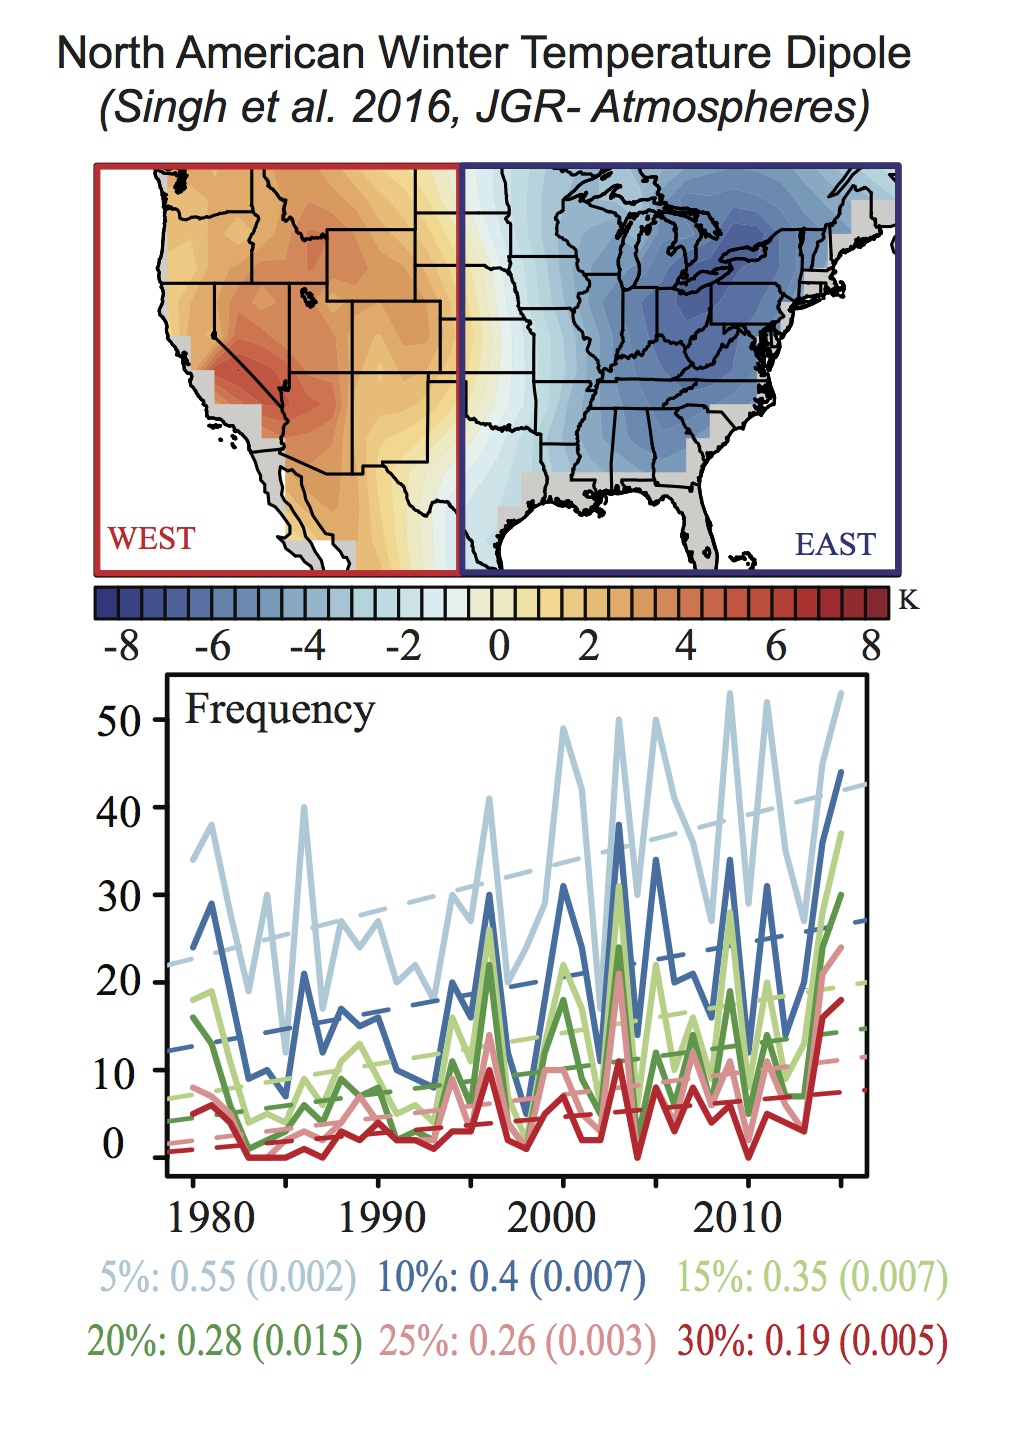 North American Winter Temperature Dipole
(Singh et al. 2016, JGR- Atmospheres)
WEST
EAST
K
-8 -6 -4 -2 0 2 4 6 8
Frequency
50
40
30
20
10
0
1980 1990 2000 2010
5%: 0.55 (0.002) 10%: 0.4 (0.007) 15%: 0.35 (0.007)
20%: 0.28 (0.015) 25%: 0.26 (0.003) 30%: 0.19 (0.005)